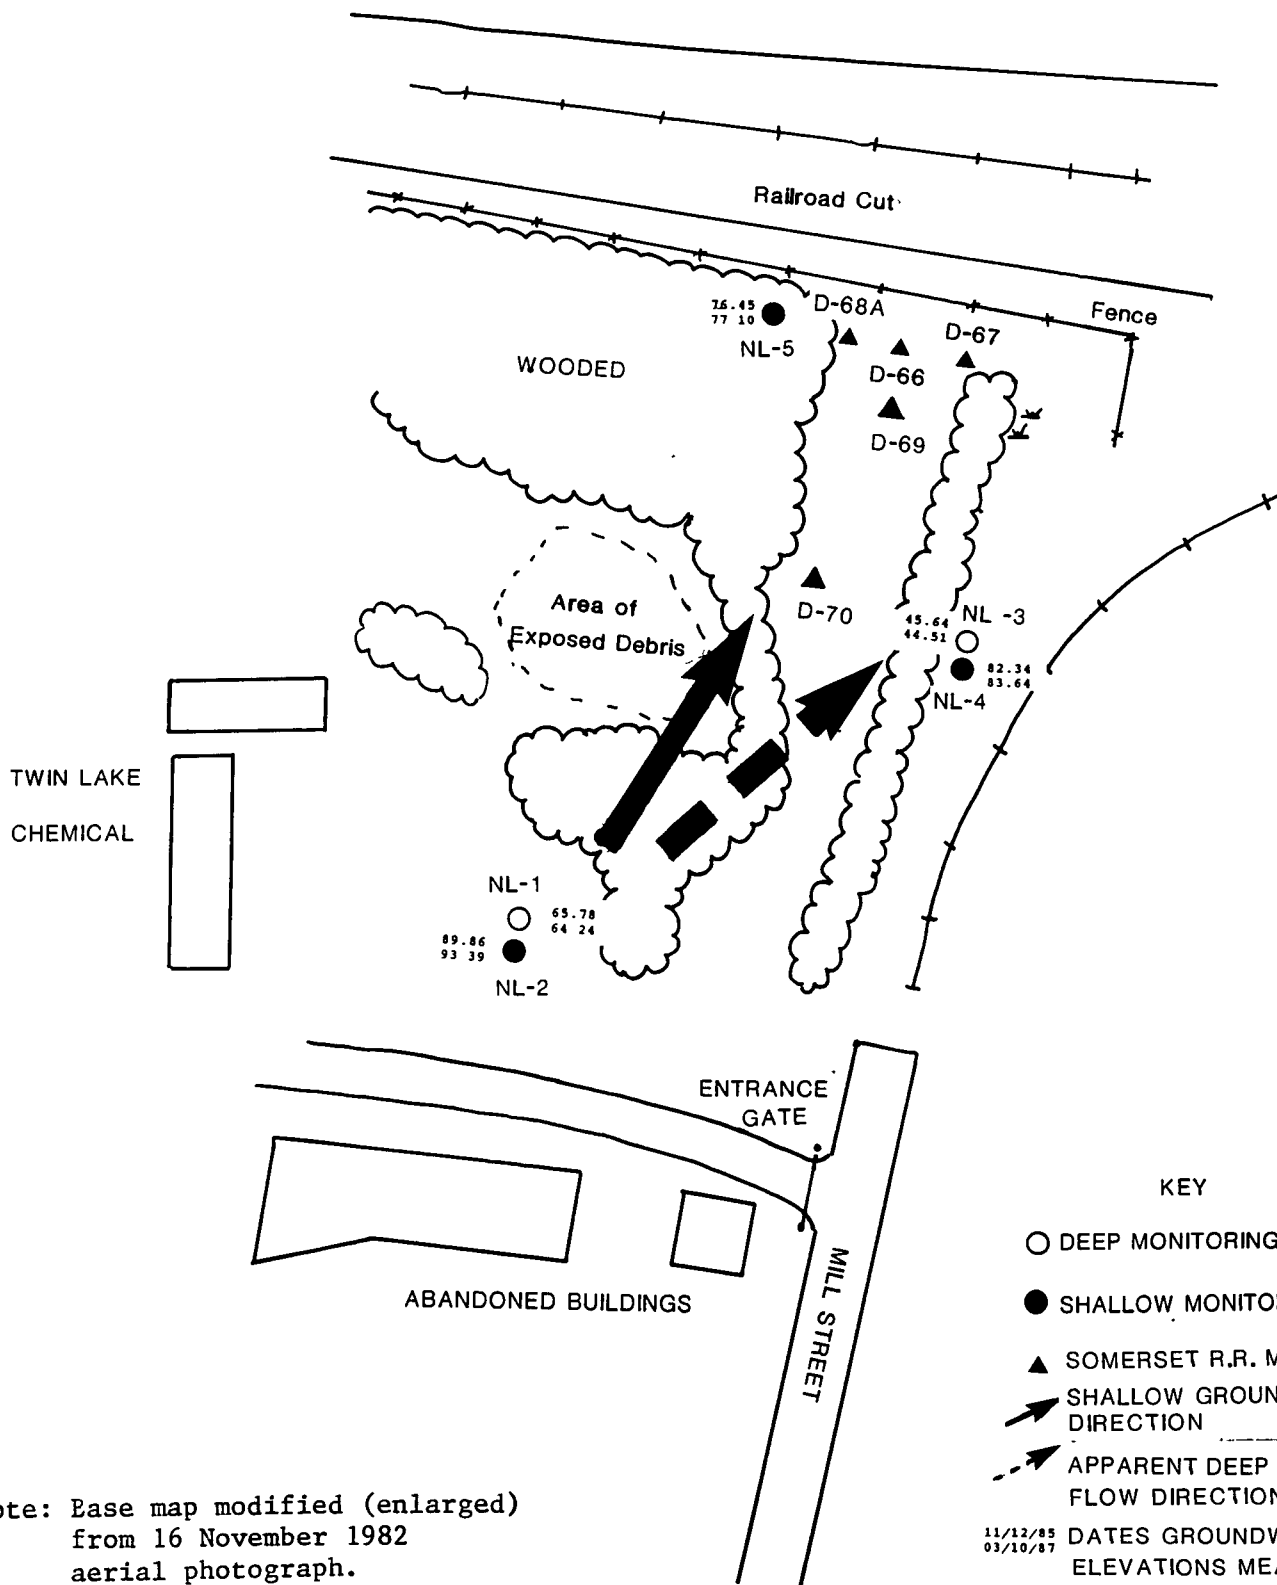 Railroad Cut
Fence
76.45
77 10
NL-5
D-68A
D-67
D-66
D-69
WOODED
Area of
Exposed Debris
D-70
45.64
44.51
NL -3
82.34
83.64
NL-4
TWIN LAKE
CHEMICAL
NL-1
65.78
64 24
89.86
93 39
NL-2
ENTRANCE
GATE
MILL STREET
ABANDONED BUILDINGS
KEY
DEEP MONITORING
SHALLOW MONITO
SOMERSET R.R. M
SHALLOW GROUN
DIRECTION
APPARENT DEEP
FLOW DIRECTION
11/12/85
03/10/87
DATES GROUNDW
ELEVATIONS MEA
ote: Base map modified (enlarged)
from 16 November 1982
aerial photograph.